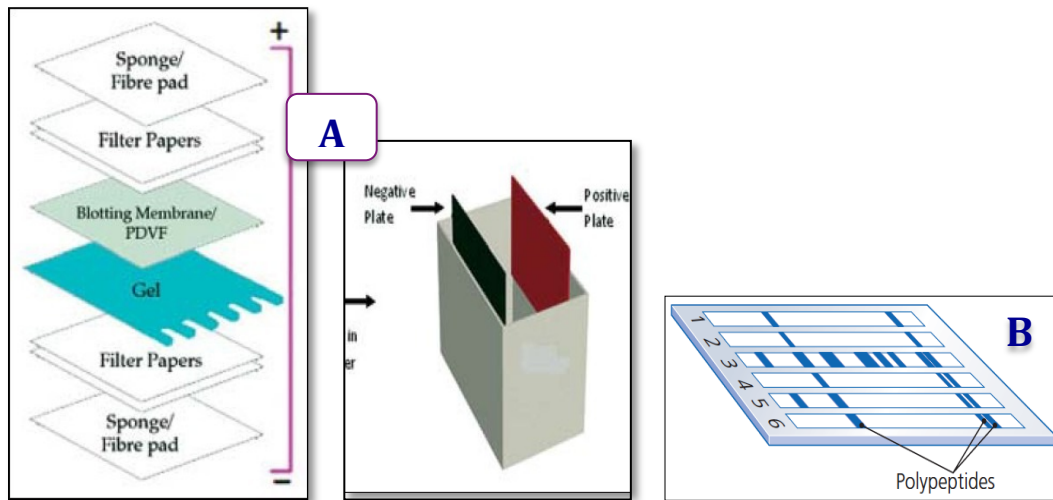 +
Sponge/
Fibre pad
Filter Papers
Blotting Membrane/
PDVF
Gel
Filter Papers
Sponge/
Fibre pad
−
A
Negative
Plate
Positive
Plate
in
er
B
1
2
3
4
5
6
Polypeptides